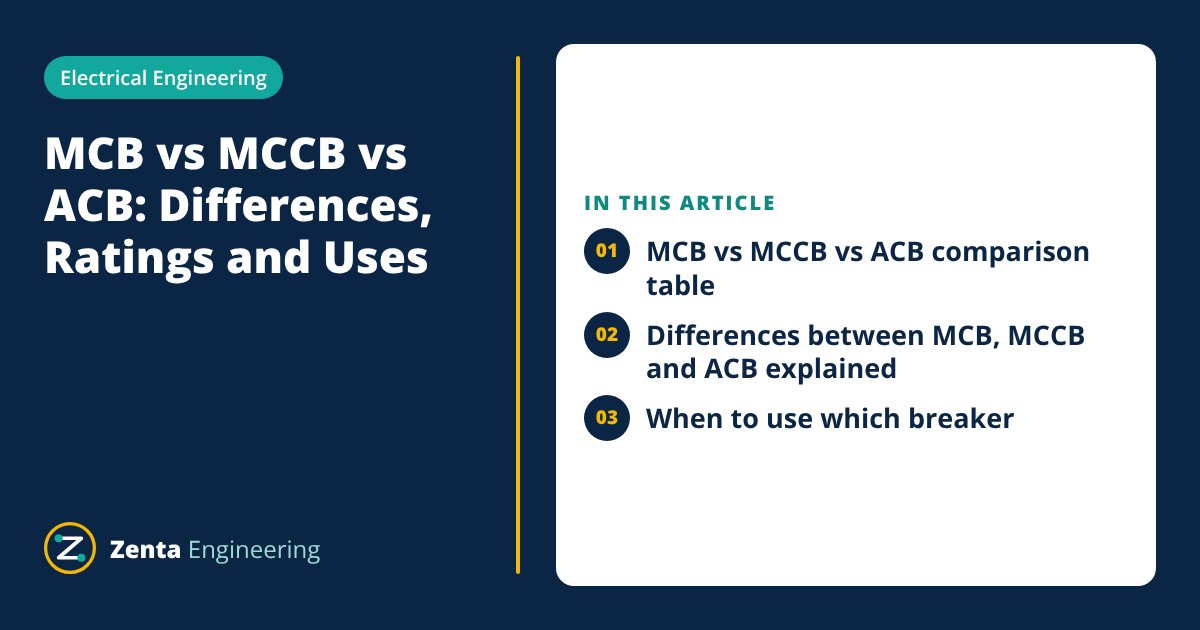 Electrical Engineering
MCB vs MCCB vs
ACB: Differences,
Ratings and Uses
Zenta Engineering
IN THIS ARTICLE
01 MCB vs MCCB vs ACB comparison
table
02 Differences between MCB, MCCB
and ACB explained
03 When to use which breaker